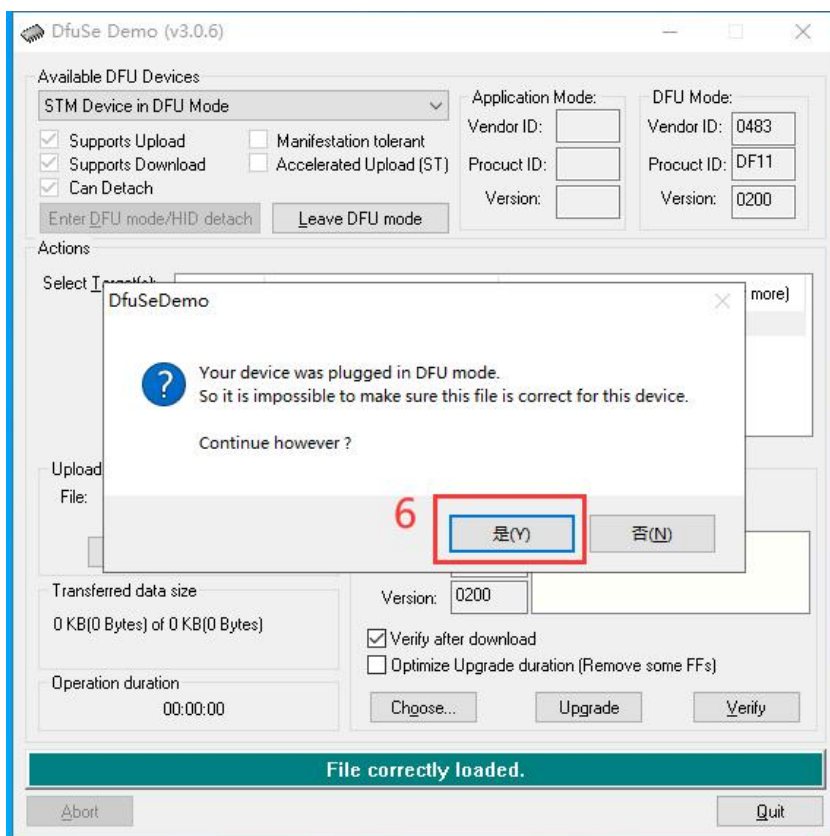 DfuSe Demo (v3.0.6)
Available DFU Devices
STM Device in DFU Mode
Supports Upload
Manifestation tolerant
Supports Download
Accelerated Upload (ST)
Can Detach
Enter DFU mode/HID detach
Leave DFU mode
Application Mode:
Vendor ID:
Procuct ID:
Version:
DFU Mode:
Vendor ID: 0483
Procuct ID: DF11
Version: 0200
Actions
Select
more)
DfuSeDemo
Your device was plugged in DFU mode.
So it is impossible to make sure this file is correct for this device.
Continue however ?
6
是(Y)
否(N)
Upload
File:
Transferred data size
0 KB(0 Bytes) of 0 KB(0 Bytes)
Operation duration
00:00:00
Version: 0200
Verify after download
Optimize Upgrade duration (Remove some FFs)
Choose...
Upgrade
Verify
File correctly loaded.
Abort
Quit